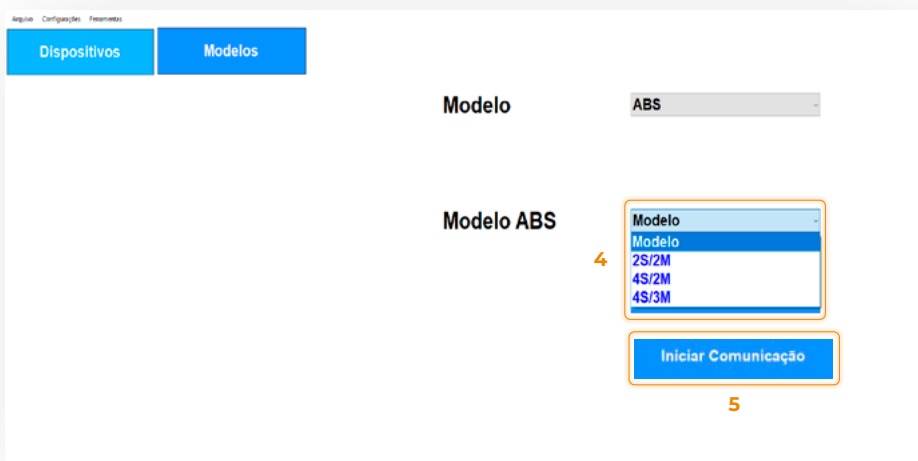 Arquivo Configurações Ferramentas
Dispositivos Modelos
Modelo ABS
Modelo ABS Modelo
Modelo
4 2S/2M
4S/2M
4S/3M
Iniciar Comunicação
5